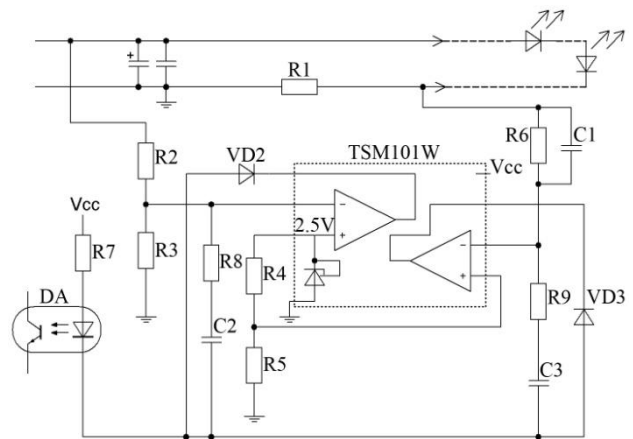 +
R1
R2
VD2
TSM101W
Vcc
R6
C1
Vcc
R3
2.5V
−
+
−
+
R7
R8
R4
R9
VD3
DA
C2
R5
C3